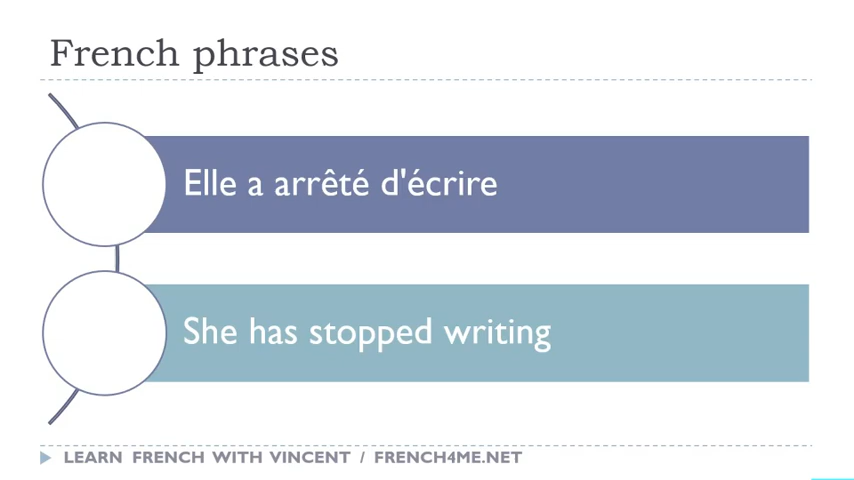 French phrases
Elle a arrêté d'écrire
She has stopped writing
LEARN FRENCH WITH VINCENT / FRENCH4ME.NET